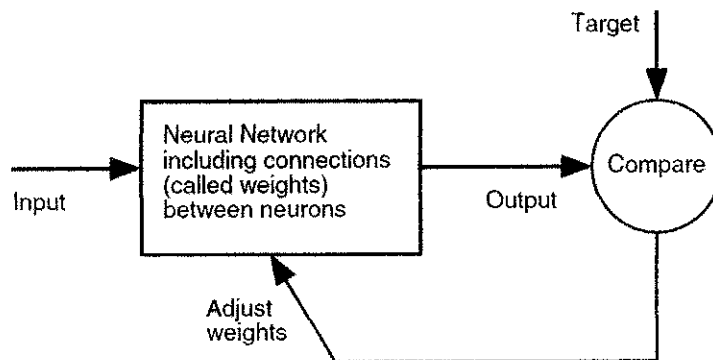 Target
Neural Network
including connections
(called weights)
between neurons
Compare
Input
Output
Adjust
weights